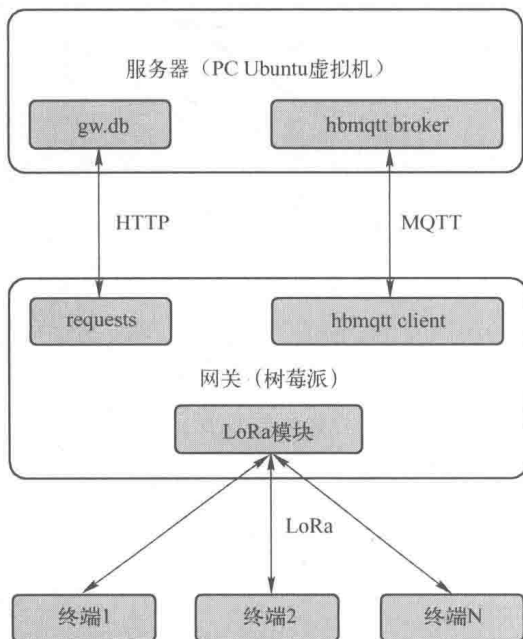 服务器（PC Ubuntu虚拟机）
gw.db
hbmqtt broker
HTTP
MQTT
requests
hbmqtt client
网关（树莓派）
LoRa模块
LoRa
终端1
终端2
终端N